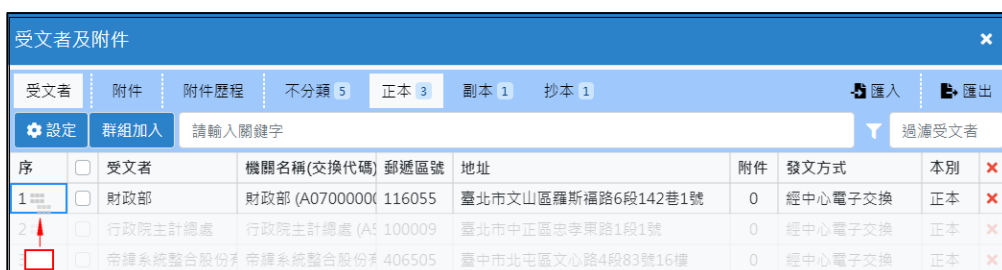 受文者及附件 ×
受文者 附件 附件歷程 不分類 5 正本 3 副本 1 抄本 1 匯入 匯出
設定 群組加入 請輸入關鍵字 過濾受文者
序 受文者 機關名稱(交換代碼) 郵遞區號 地址 附件 發文方式 本別 ×
1 財政部 財政部 (A07000000 116055 臺北市文山區羅斯福路6段142巷1號 0 經中心電子交換 正本 ×
2 行政院主計總處 行政院主計總處 (A5 100009 臺北市中正區忠孝東路1段1號 0 經中心電子交換 正本 ×
帝緯系統整合股份有 帝緯系統整合股份有 406505 臺中市北屯區文心路4段83號16樓 0 經中心電子交換 正本 ×